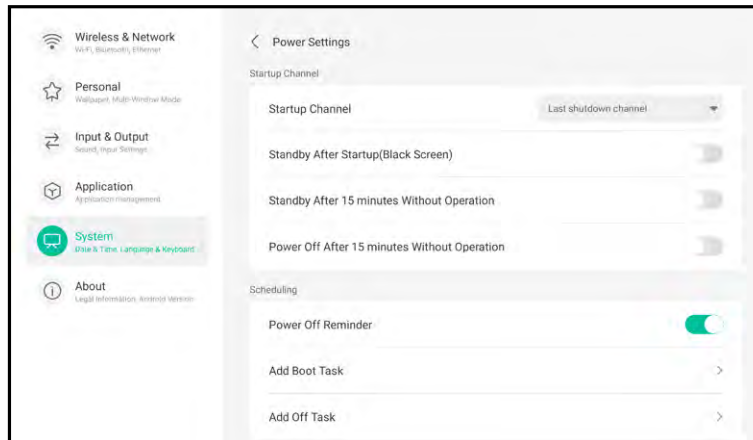 Wireless & Network
Wi-Fi, Bluetooth, Ethernet
Personal
Wallpaper, Multi-Window Mode
Input & Output
Sound, Input Settings
Application
Application management
System
Date & Time, Language & Keyboard
About
Legal Information, Android Version
Power Settings
Startup Channel
Startup Channel
Last shutdown channel
Standby After Startup(Black Screen)
Standby After 15 minutes Without Operation
Power Off After 15 minutes Without Operation
Scheduling
Power Off Reminder
Add Boot Task
Add Off Task